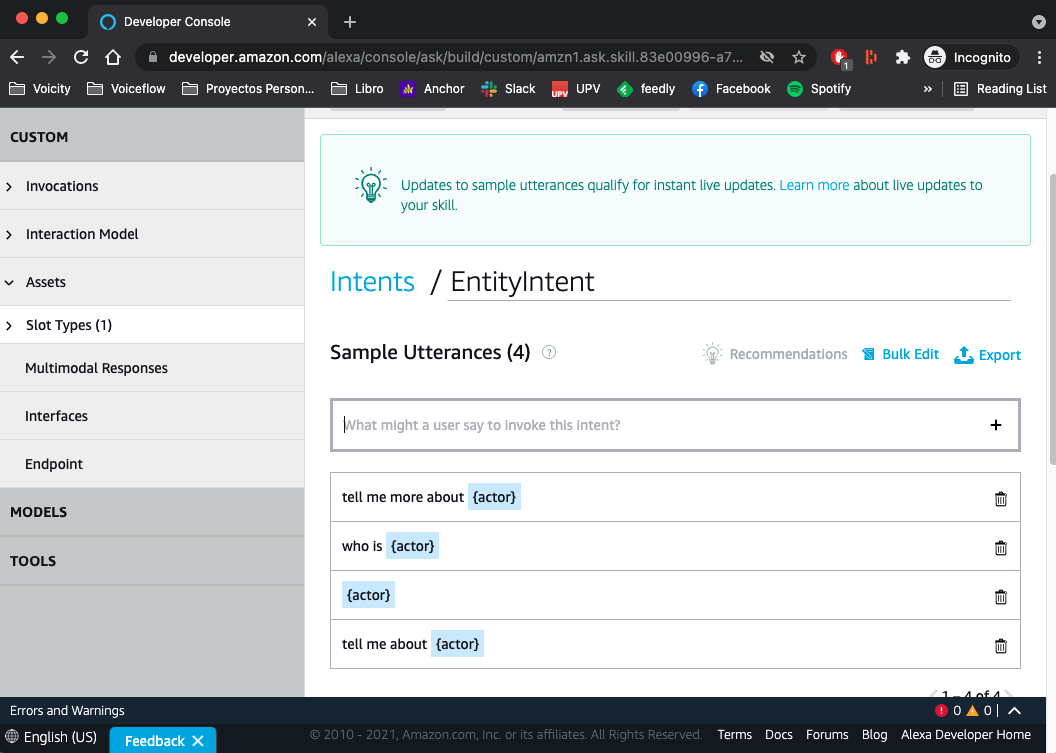 Developer Console
developer.amazon.com/alexa/console/ask/build/custom/amzn1.ask.skill.83e00996-a7...
1
Incognito
Voicity
Voiceflow
Proyectos Person...
Libro
Anchor
Slack
UPV
UPV
feedly
Facebook
Spotify
»
Reading List
CUSTOM
Invocations
Interaction Model
Assets
Slot Types (1)
Multimodal Responses
Interfaces
Endpoint
MODELS
TOOLS
Updates to sample utterances qualify for instant live updates. Learn more about live updates to
your skill.
Intents / EntityIntent
Sample Utterances (4) ?
Recommendations
Bulk Edit
Export
What might a user say to invoke this intent?
tell me more about {actor}
who is {actor}
{actor}
tell me about {actor}
1 – 4 of 4
Errors and Warnings
0 0 |
English (US)
Feedback
© 2010 - 2021, Amazon.com, Inc. or its affiliates. All Rights Reserved.
Terms Docs Forums Blog Alexa Developer Home